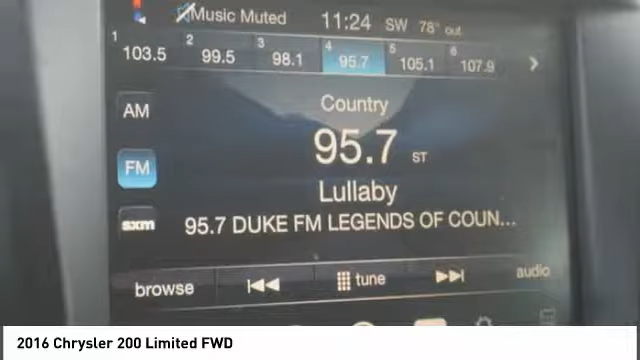 Music Muted 11:24 SW 78° out
1 103.5 2 99.5 3 98.1 4 95.7 5 105.1 6 107.9
AM
Country
95.7 ST
FM
Lullaby
sxm
95.7 DUKE FM LEGENDS OF COUN...
browse tune audio
2016 Chrysler 200 Limited FWD